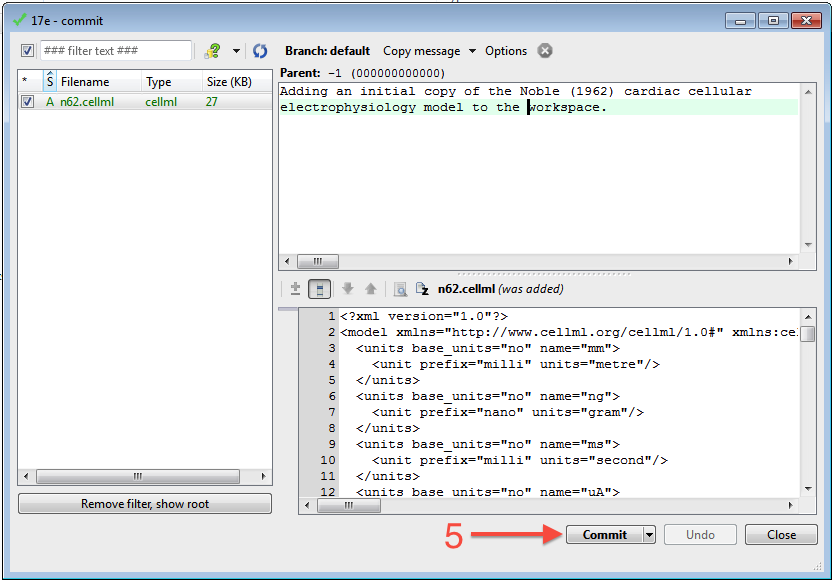 17e - commit
### filter text ###
Branch: default Copy message Options
Parent: -1 (000000000000)
* S Filename Type Size (KB)
A n62.cellml cellml 27
Adding an initial copy of the Noble (1962) cardiac cellular
electrophysiology model to the workspace.
n62.cellml (was added)
1 <?xml version="1.0"?>
2 <model xmlns="http://www.cellml.org/cellml/1.0#" xmlns:cel
3 <units base_units="no" name="mm">
4 <unit prefix="milli" units="metre"/>
5 </units>
6 <units base_units="no" name="ng">
7 <unit prefix="nano" units="gram"/>
8 </units>
9 <units base_units="no" name="ms">
10 <unit prefix="milli" units="second"/>
11 </units>
12 <units base_units="no" name="uA">
Remove filter, show root
5
Commit Undo Close